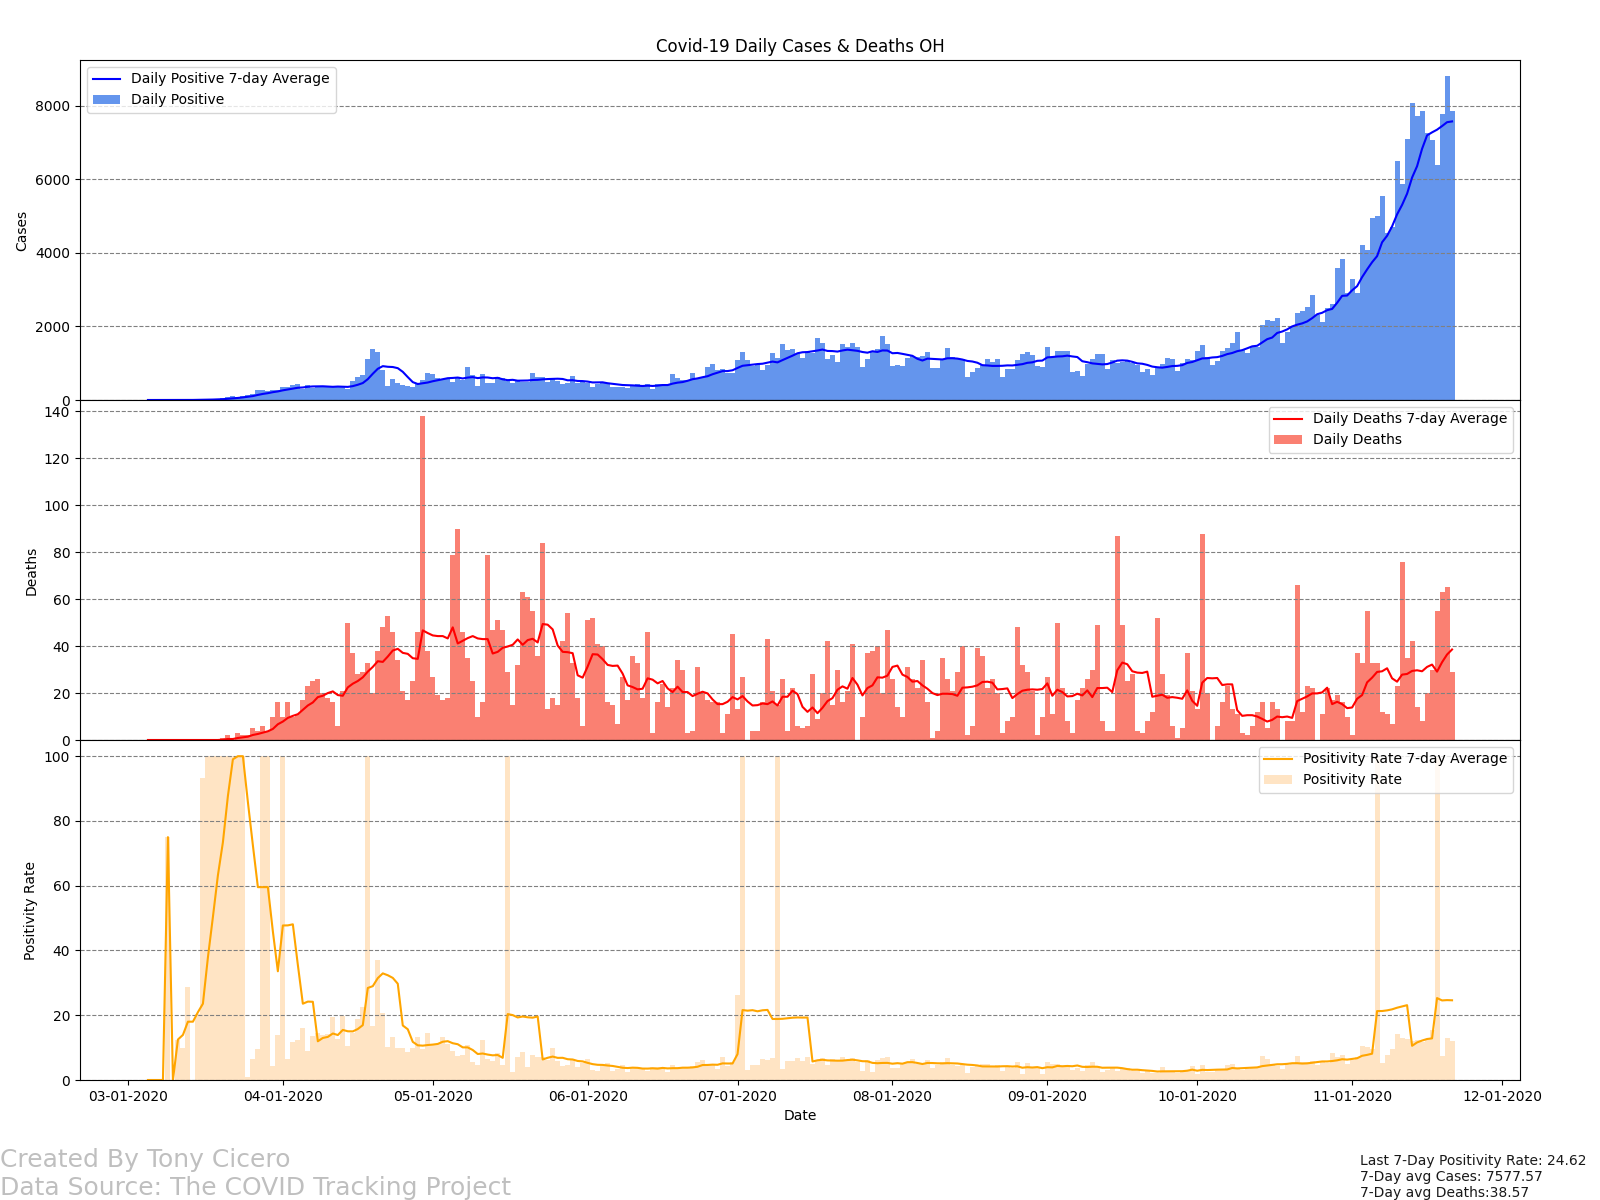 Covid-19 Daily Cases & Deaths OH
Daily Positive 7-day Average
Daily Positive
8000
6000
4000
2000
0
Cases
Daily Deaths 7-day Average
Daily Deaths
140
120
100
80
60
40
20
0
Deaths
Positivity Rate 7-day Average
Positivity Rate
100
80
60
40
20
0
Positivity Rate
03-01-2020 04-01-2020 05-01-2020 06-01-2020 07-01-2020 08-01-2020 09-01-2020 10-01-2020 11-01-2020 12-01-2020
Date
Created By Tony Cicero
Data Source: The COVID Tracking Project
Last 7-Day Positivity Rate: 24.62
7-Day avg Cases: 7577.57
7-Day avg Deaths:38.57